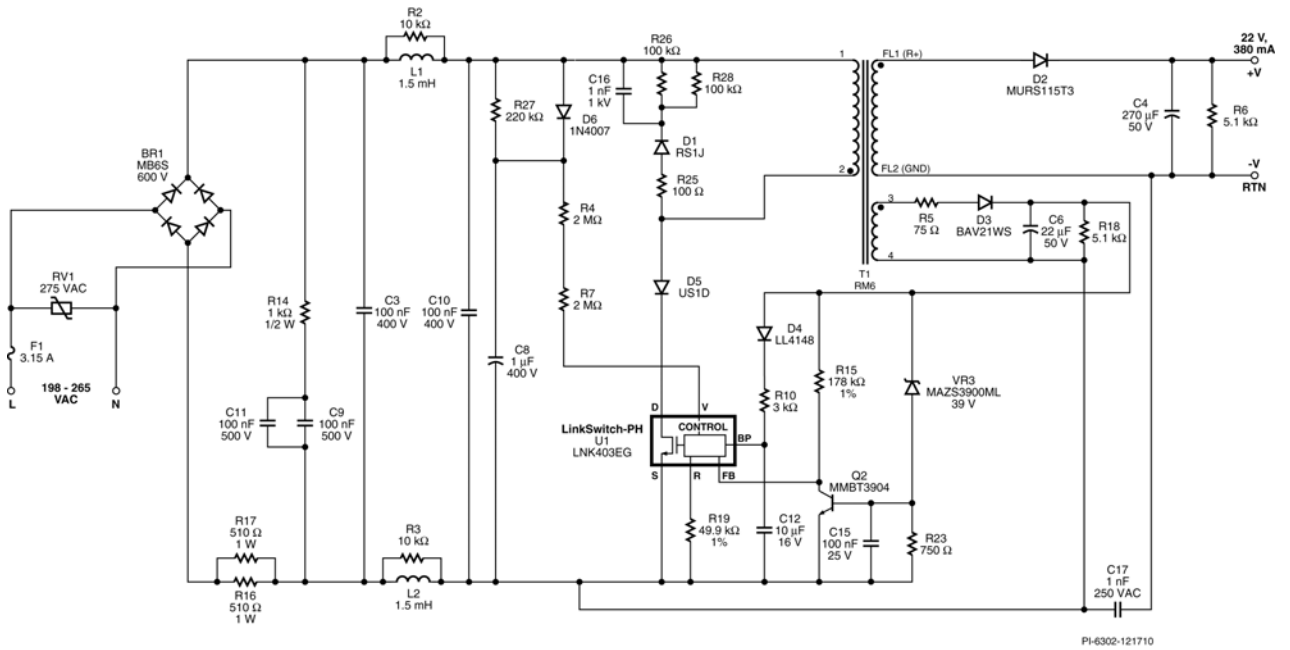 R2
10 kΩ
L1
1.5 mH
R27
220 kΩ
D6
1N4007
C16
1 nF
1 kV
R26
100 kΩ
R28
100 kΩ
D1
RS1J
R25
100 Ω
1
2
FL1 (R+)
FL2 (GND)
D2
MURS115T3
C4
270 µF
50 V
R6
5.1 kΩ
22 V,
380 mA
+V
-V
RTN
BR1
MB6S
600 V
RV1
275 VAC
F1
3.15 A
L
198 - 265
VAC
N
R14
1 kΩ
1/2 W
C11
100 nF
500 V
C9
100 nF
500 V
C3
100 nF
400 V
C10
100 nF
400 V
C8
1 µF
400 V
R4
2 MΩ
R7
2 MΩ
D5
US1D
3
4
R5
75 Ω
D3
BAV21WS
C6
22 µF
50 V
R18
5.1 kΩ
T1
RM6
D4
LL4148
R10
3 kΩ
R15
178 kΩ
1%
VR3
MAZS3900ML
39 V
LinkSwitch-PH
U1
LNK403EG
D
V
CONTROL
BP
S
R
FB
Q2
MMBT3904
R19
49.9 kΩ
1%
C12
10 µF
16 V
C15
100 nF
25 V
R23
750 Ω
R17
510 Ω
1 W
R16
510 Ω
1 W
R3
10 kΩ
L2
1.5 mH
C17
1 nF
250 VAC
PI-6302-121710